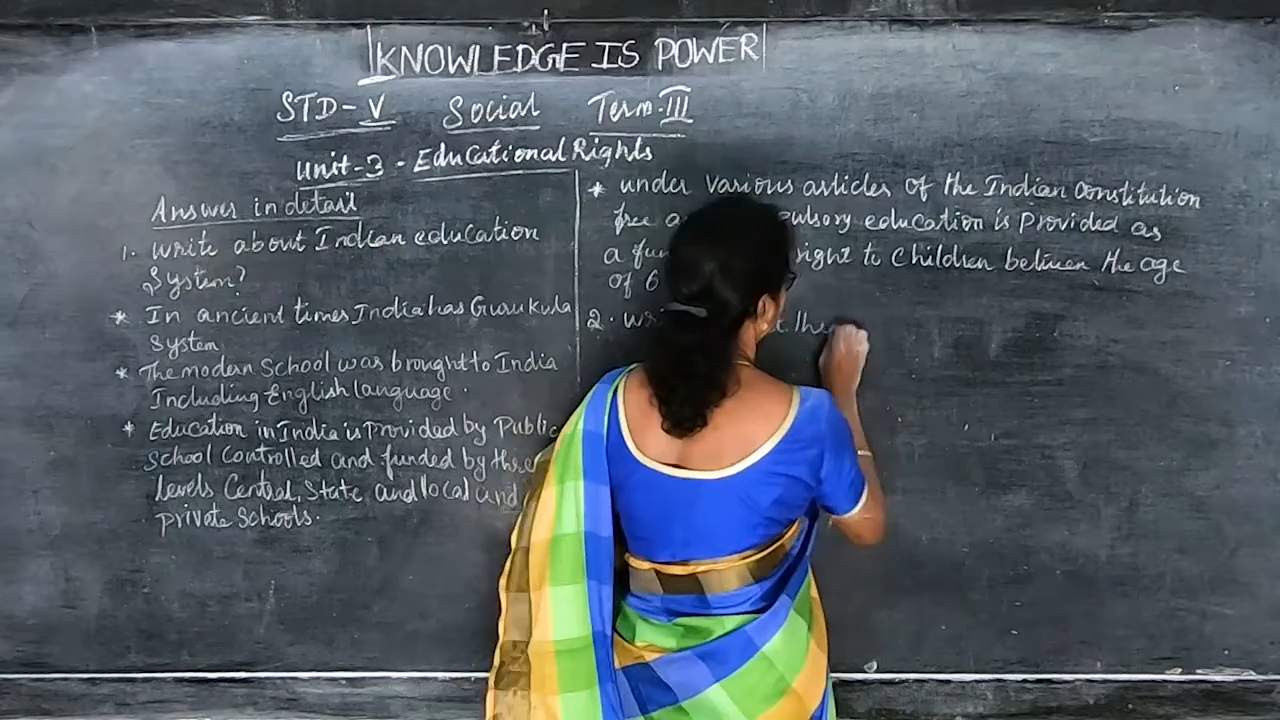 KNOWLEDGE IS POWER
STD-V Social Term-III
Unit-3 - Educational Rights
Answer in detail
1. Write about Indian education
System?
* In ancient times India has Gurukula
System
* The modern School was brought to India
Including English language.
* Education in India is Provided by Public
School Controlled and funded by three
levels Central, State, and local and
private Schools.
* under various articles of the Indian Constitution
free education is Provided as
a right to Children between the age
of 6
2. the